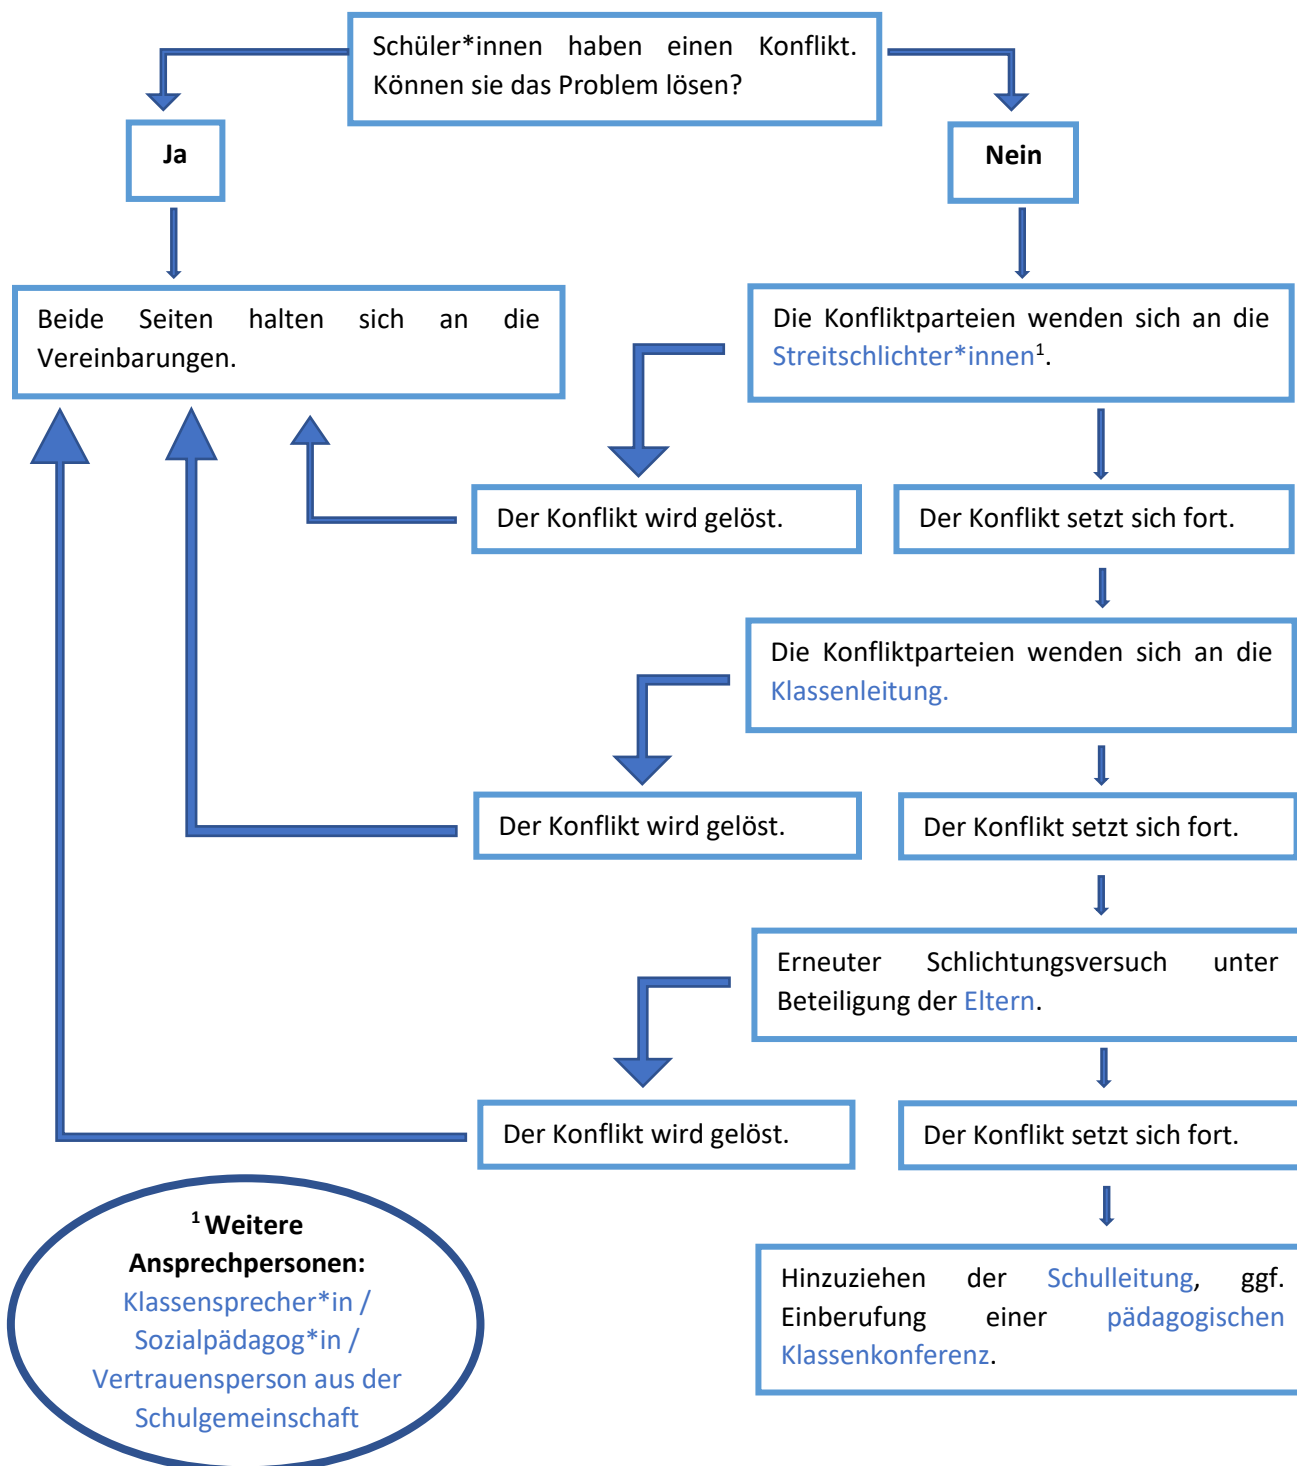 Schüler*innen haben einen Konflikt.
Können sie das Problem lösen?
Ja
Nein
Beide Seiten halten sich an die
Vereinbarungen.
Die Konfliktparteien wenden sich an die
Streitschlichter*innen¹.
Der Konflikt wird gelöst.
Der Konflikt setzt sich fort.
Die Konfliktparteien wenden sich an die
Klassenleitung.
Der Konflikt wird gelöst.
Der Konflikt setzt sich fort.
Erneuter Schlichtungsversuch unter
Beteiligung der Eltern.
Der Konflikt wird gelöst.
Der Konflikt setzt sich fort.
¹ Weitere
Ansprechpersonen:
Klassensprecher*in /
Sozialpädagog*in /
Vertrauensperson aus der
Schulgemeinschaft
Hinzuziehen der Schulleitung, ggf.
Einberufung einer pädagogischen
Klassenkonferenz.